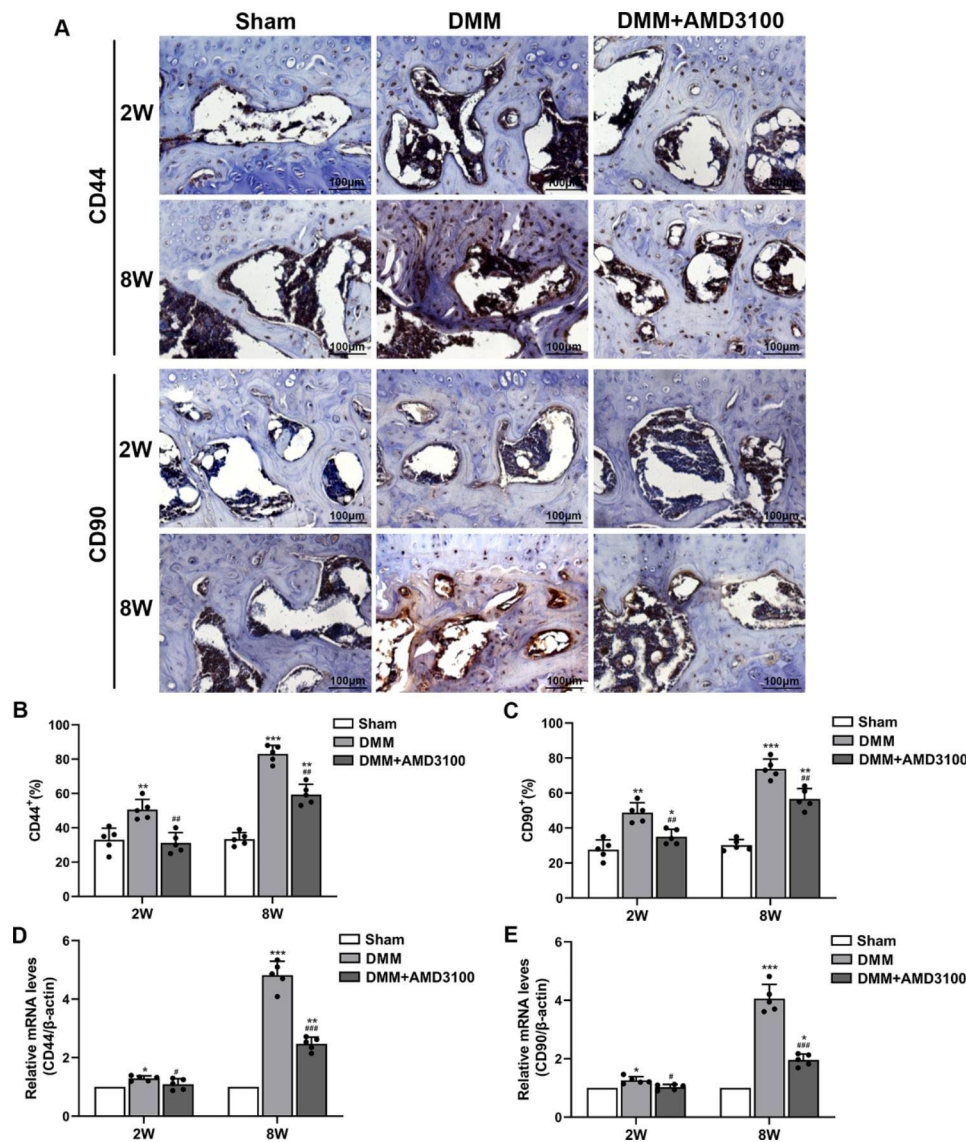 A
Sham DMM DMM+AMD3100
CD44
2W
100μm 100μm 100μm
8W
100μm 100μm 100μm
CD90
2W
100μm 100μm 100μm
8W
100μm 100μm 100μm
B
Sham
DMM
DMM+AMD3100
CD44+(%)
100
80
60
40
20
0
**
##
***
**
##
2W 8W
C
Sham
DMM
DMM+AMD3100
CD90+(%)
100
80
60
40
20
0
**
*
##
***
**
##
2W 8W
D
Sham
DMM
DMM+AMD3100
Relative mRNA leves
(CD44/β-actin)
6
4
2
0
*
#
***
**
###
2W 8W
E
Sham
DMM
DMM+AMD3100
Relative mRNA leves
(CD90/β-actin)
6
4
2
0
*
#
***
*
###
2W 8W